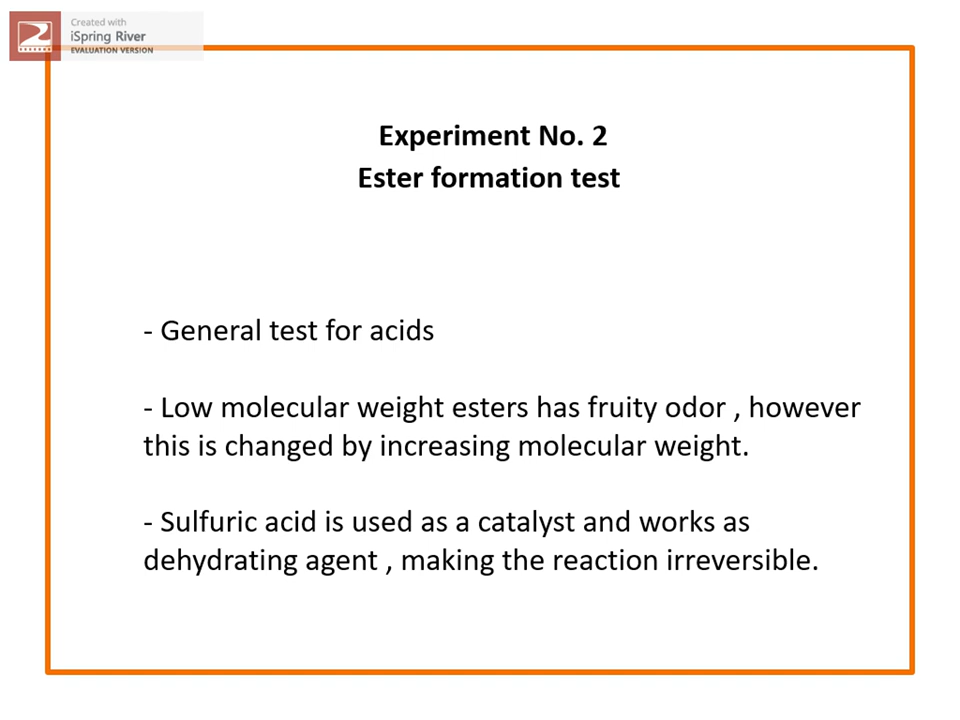 Created with
iSpring River
EVALUATION VERSION
Experiment No. 2
Ester formation test
- General test for acids
- Low molecular weight esters has fruity odor , however
this is changed by increasing molecular weight.
- Sulfuric acid is used as a catalyst and works as
dehydrating agent , making the reaction irreversible.